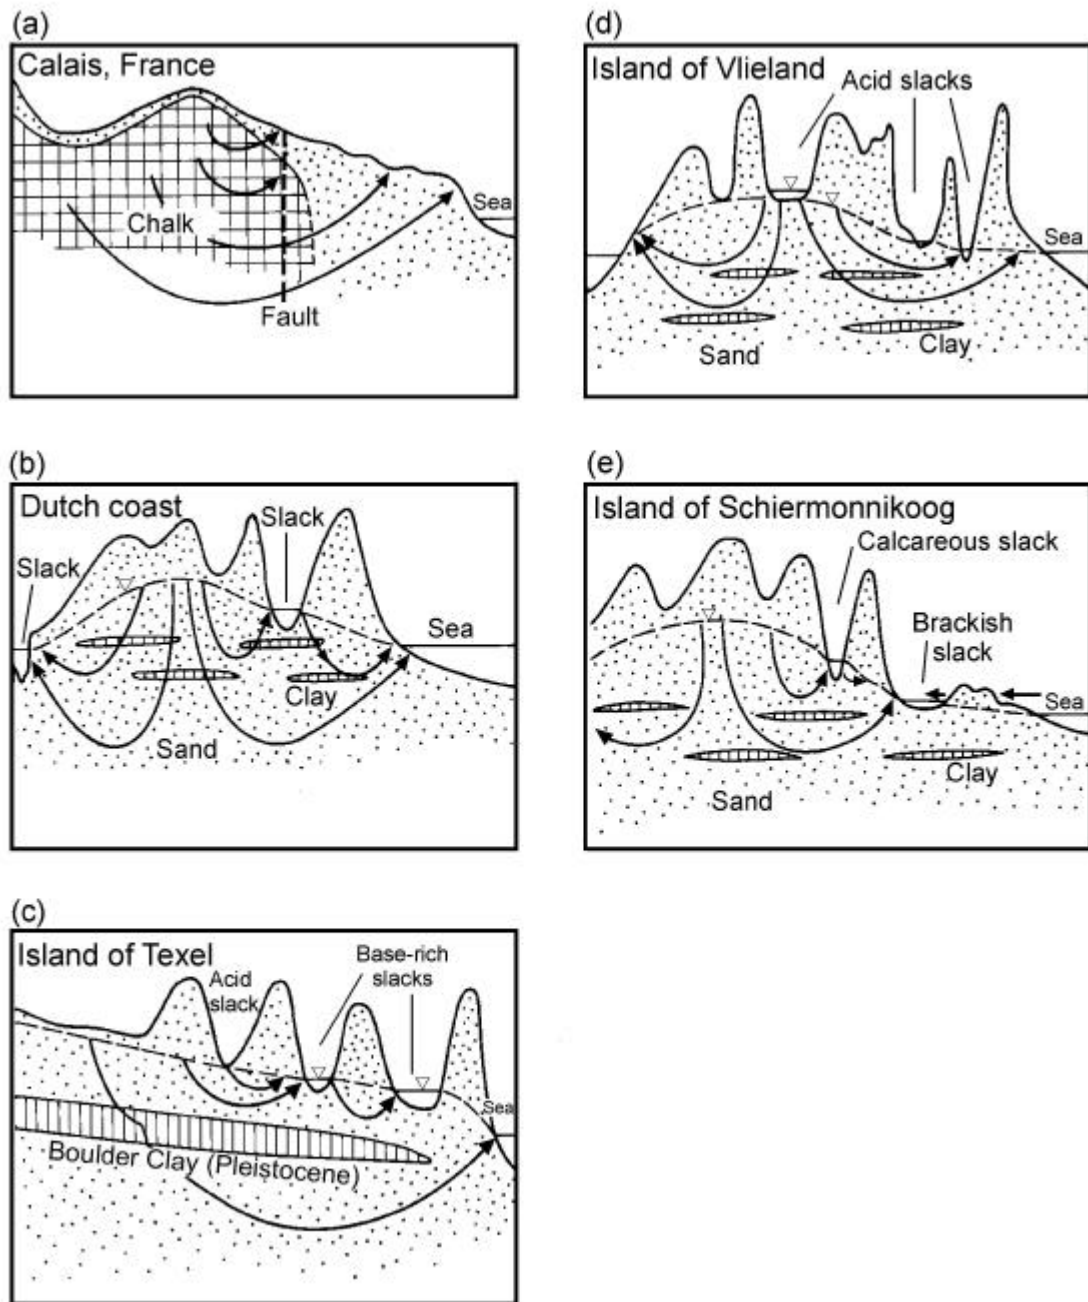 (a)
Calais, France
Chalk
Sea
Fault
(b)
Dutch coast
Slack
Slack
Sea
Clay
Sand
(c)
Island of Texel
Acid
slack
Base-rich
slacks
Sea
Boulder Clay (Pleistocene)
(d)
Island of Vlieland
Acid slacks
Sea
Sand
Clay
(e)
Island of Schiermonnikoog
Calcareous slack
Brackish
slack
Sea
Clay
Sand